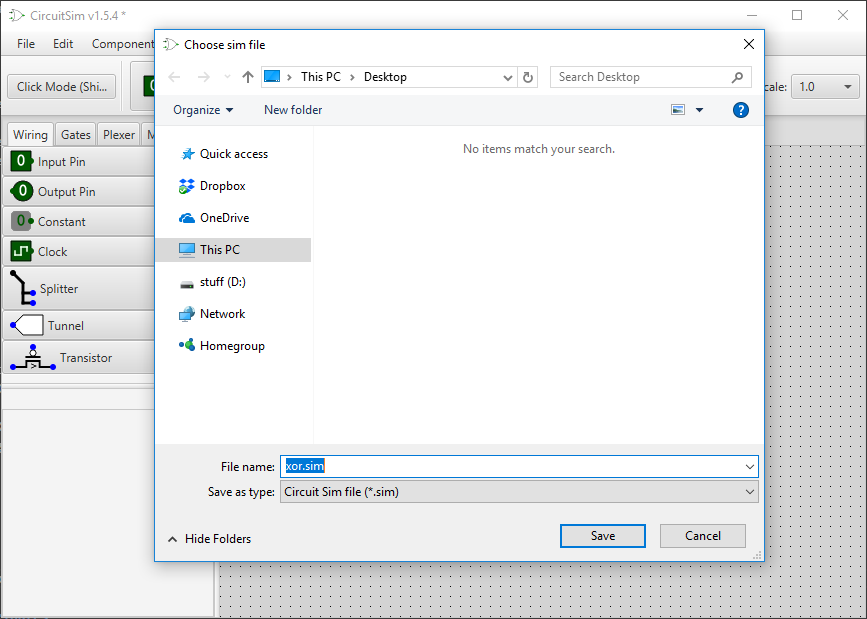 CircuitSim v1.5.4 *
File Edit Component
Choose sim file
This PC > Desktop
Search Desktop
Click Mode (Shi...
0
cale: 1.0
Organize New folder
?
Wiring Gates Plexer M
0 Input Pin
0 Output Pin
0 Constant
Clock
Splitter
Tunnel
> Transistor
Quick access
Dropbox
OneDrive
This PC
stuff (D:)
Network
Homegroup
No items match your search.
File name: xor.sim
Save as type: Circuit Sim file (*.sim)
Hide Folders
Save Cancel